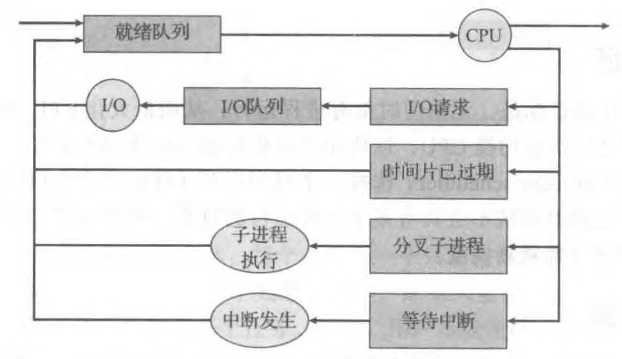 就绪队列
CPU
I/O
I/O队列
I/O请求
时间片已过期
子进程
执行
分叉子进程
中断发生
等待中断